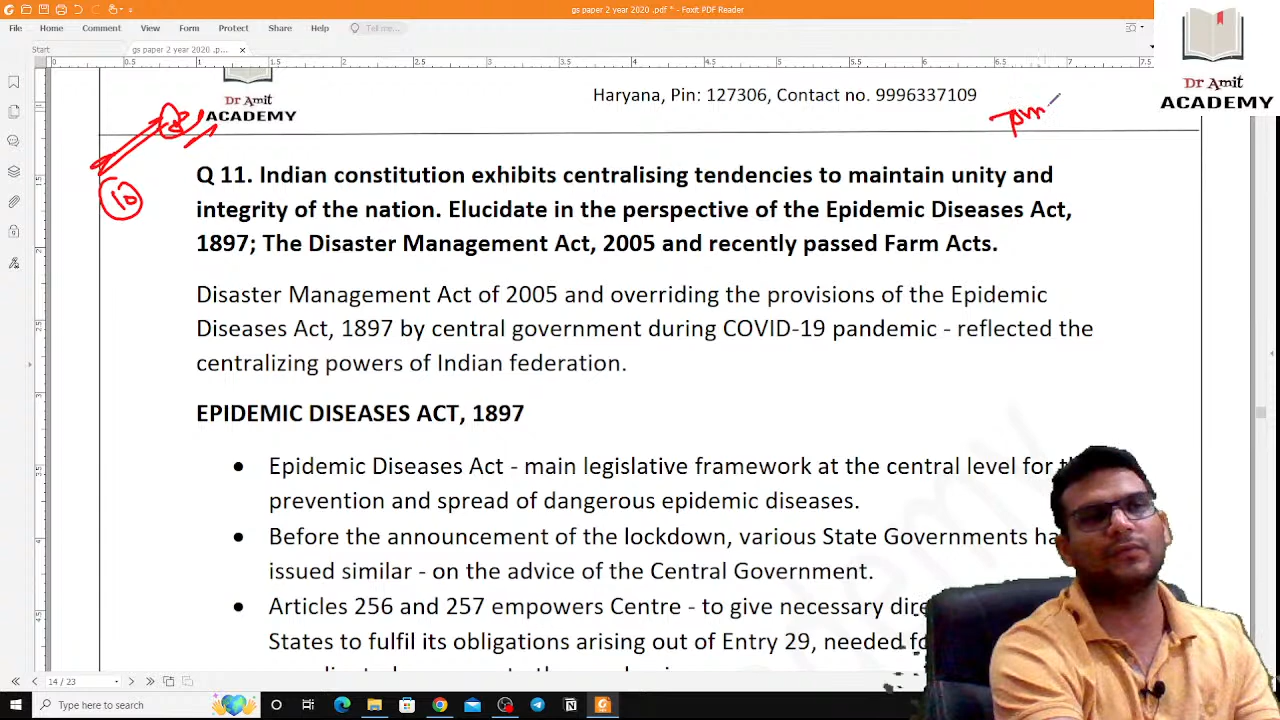 gs paper 2 year 2020 .pdf * - Foxit PDF Reader
File Home Comment View Form Protect Share Help Tell me...
Start gs paper 2 year 2020 .p...
Dr Amit
ACADEMY
Dr Amit
ACADEMY
Haryana, Pin: 127306, Contact no. 9996337109
7pm
10
Q 11. Indian constitution exhibits centralising tendencies to maintain unity and
integrity of the nation. Elucidate in the perspective of the Epidemic Diseases Act,
1897; The Disaster Management Act, 2005 and recently passed Farm Acts.
Disaster Management Act of 2005 and overriding the provisions of the Epidemic
Diseases Act, 1897 by central government during COVID-19 pandemic - reflected the
centralizing powers of Indian federation.
EPIDEMIC DISEASES ACT, 1897
• Epidemic Diseases Act - main legislative framework at the central level for
prevention and spread of dangerous epidemic diseases.
• Before the announcement of the lockdown, various State Governments
issued similar - on the advice of the Central Government.
• Articles 256 and 257 empowers Centre - to give necessary
States to fulfil its obligations arising out of Entry 29, needed
14 / 23
Type here to search